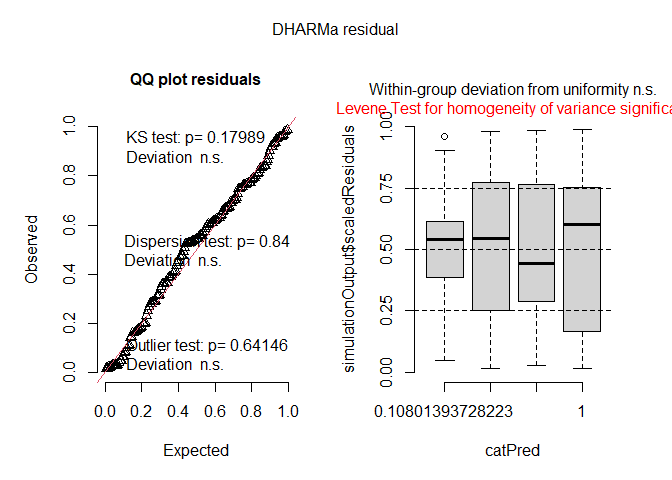 DHARMa residual
QQ plot residuals
KS test: p= 0.17989
Deviation n.s.
Dispersion test: p= 0.84
Deviation n.s.
Outlier test: p= 0.64146
Deviation n.s.
Observed
0.0 0.2 0.4 0.6 0.8 1.0
0.0 0.2 0.4 0.6 0.8 1.0
Expected
Within-group deviation from uniformity n.s.
Levene Test for homogeneity of variance significa
simulationOutput$scaledResiduals
0.00 0.25 0.50 0.75 1.00
0.10801393728223 1
catPred